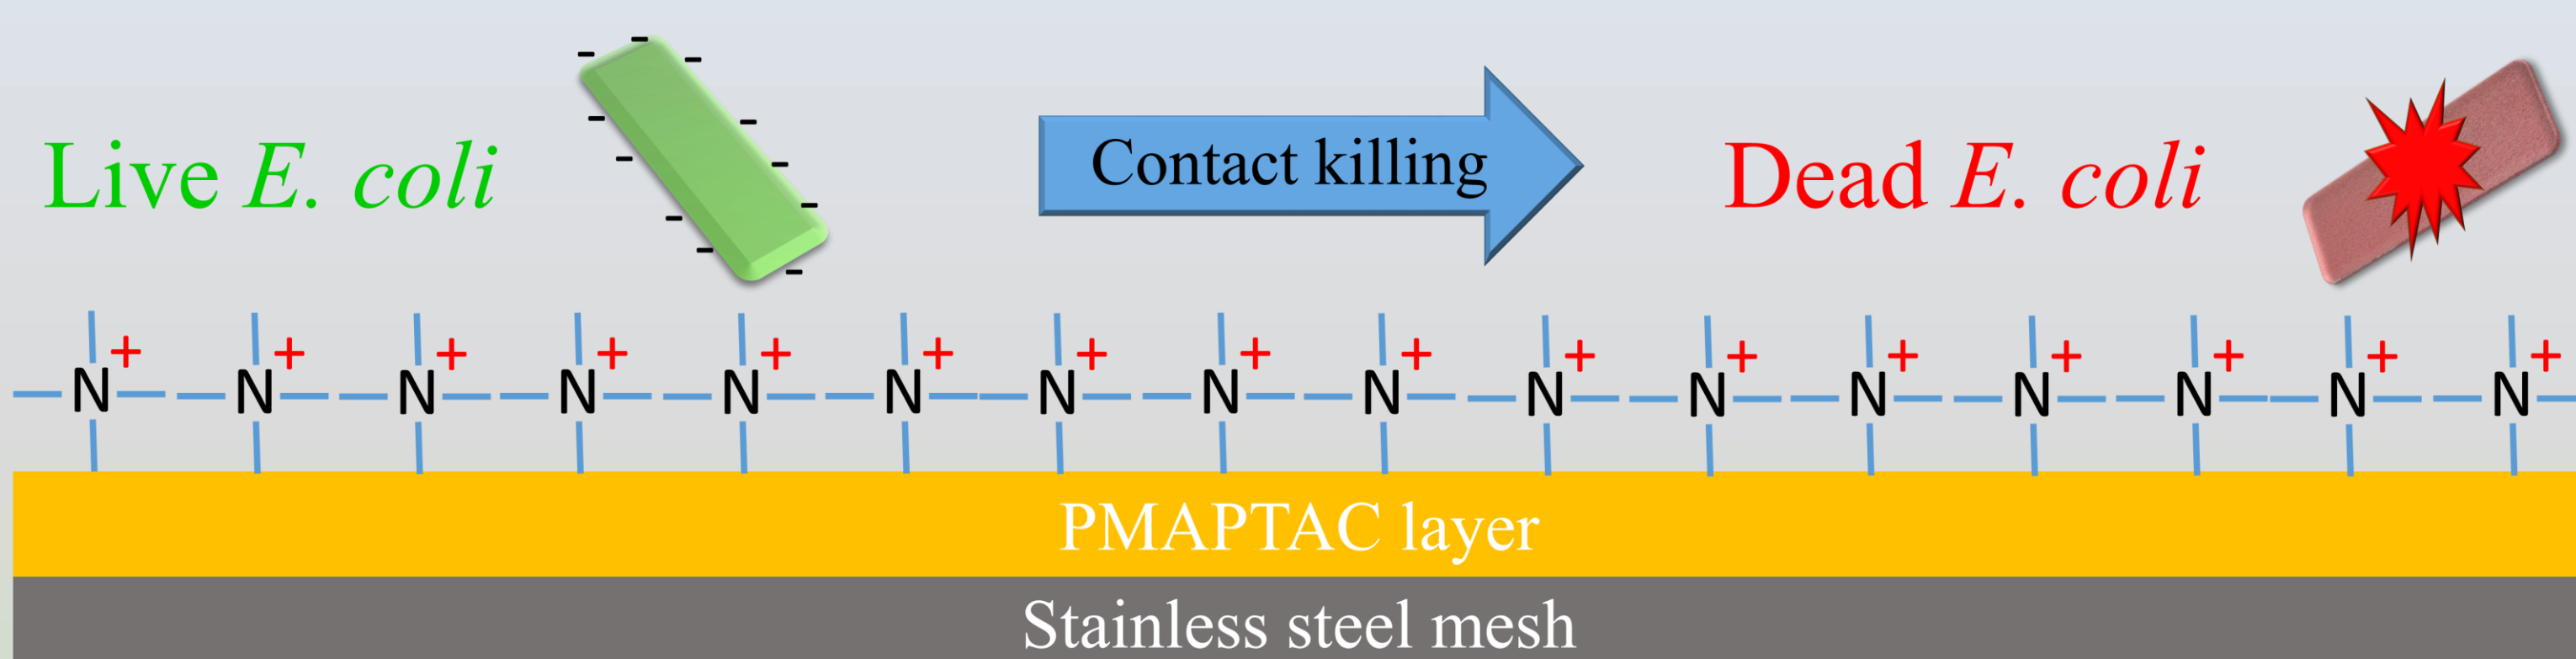 Live E. coli
Contact killing
Dead E. coli
N+ N+ N+ N+ N+ N+ N+ N+ N+ N+ N+ N+ N+ N+ N+ N+
PMAPTAC layer
Stainless steel mesh